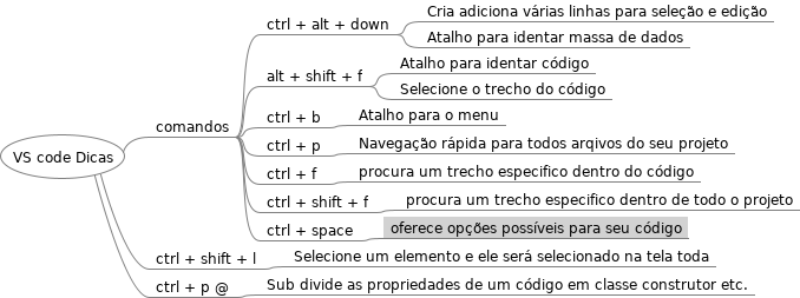 VS code Dicas
comandos
ctrl + alt + down
Cria adiciona várias linhas para seleção e edição
Atalho para identar massa de dados
alt + shift + f
Atalho para identar código
Selecione o trecho do código
ctrl + b
Atalho para o menu
ctrl + p
Navegação rápida para todos arqivos do seu projeto
ctrl + f
procura um trecho especifico dentro do código
ctrl + shift + f
procura um trecho especifico dentro de todo o projeto
ctrl + space
oferece opções possíveis para seu código
ctrl + shift + l
Selecione um elemento e ele será selecionado na tela toda
ctrl + p @
Sub divide as propriedades de um código em classe construtor etc.